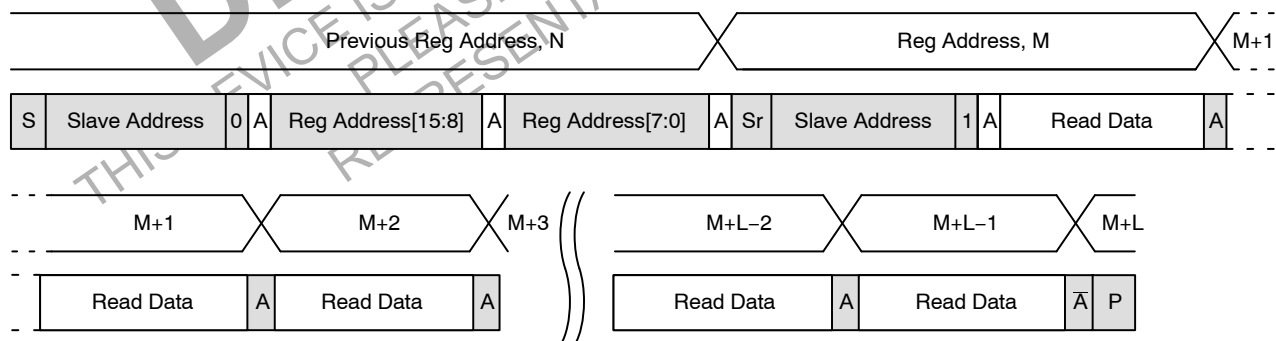 Previous Reg Address, N Reg Address, M M+1
S Slave Address 0 A Reg Address[15:8] A Reg Address[7:0] A Sr Slave Address 1 A Read Data A
M+1 M+2 M+3 M+L−2 M+L−1 M+L
Read Data A Read Data A Read Data A Read Data A̅ P
THIS